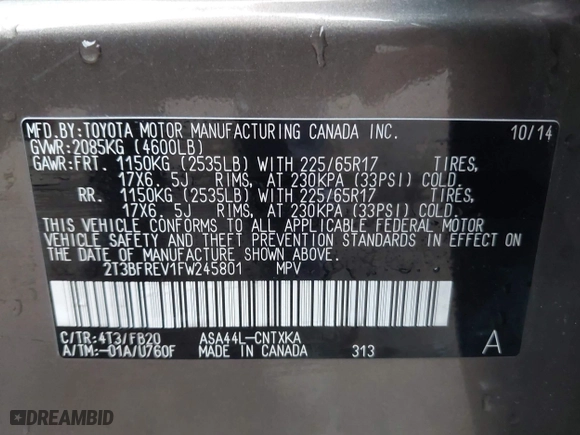 MFD.BY:TOYOTA MOTOR MANUFACTURING CANADA INC. 10/14
GVWR:2085KG (4600LB)
GAWR:FRT. 1150KG (2535LB) WITH 225/65R17 TIRES,
17X6. 5J RIMS, AT 230KPA (33PSI) COLD.
RR. 1150KG (2535LB) WITH 225/65R17 TIRES,
17X6. 5J RIMS, AT 230KPA (33PSI) COLD.
THIS VEHICLE CONFORMS TO ALL APPLICABLE FEDERAL MOTOR
VEHICLE SAFETY AND THEFT PREVENTION STANDARDS IN EFFECT ON
THE DATE OF MANUFACTURE SHOWN ABOVE.
2T3BFREV1FW245801 MPV
C/TR:4T3/FB20 ASA44L-CNTXKA
A/TM:-01A/U760F MADE IN CANADA 313 A
DREAMBID